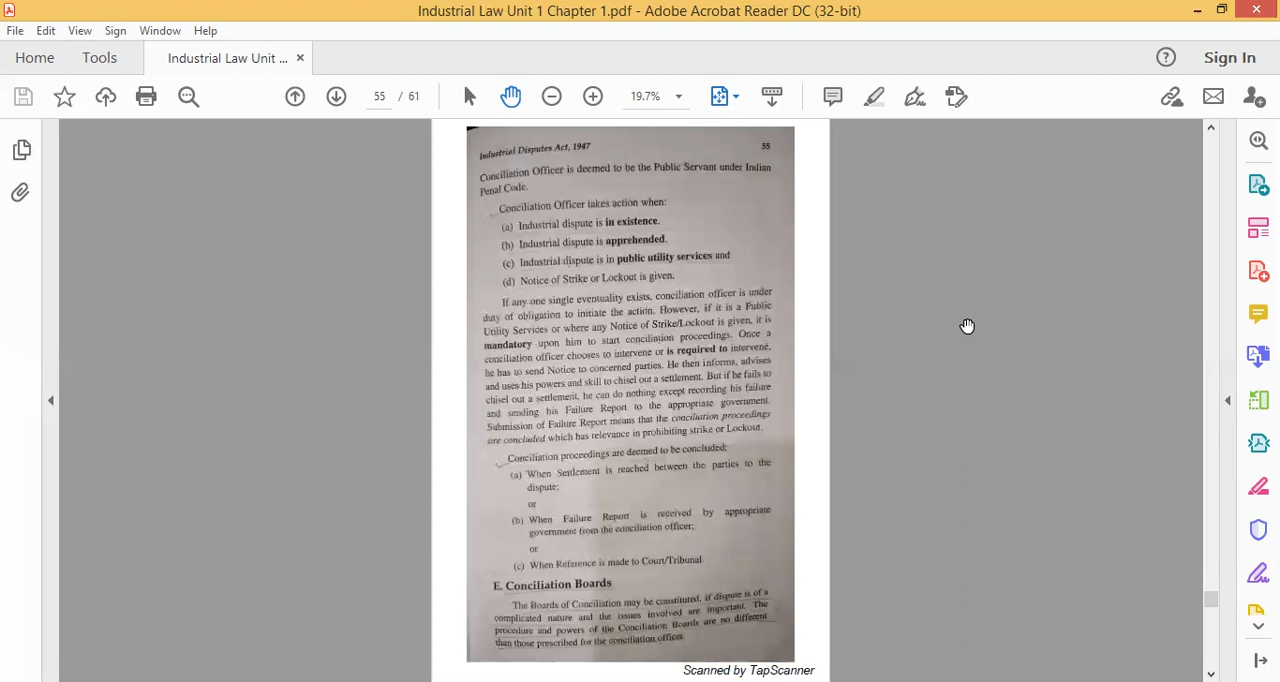 Industrial Law Unit 1 Chapter 1.pdf - Adobe Acrobat Reader DC (32-bit)
File Edit View Sign Window Help
Home Tools Industrial Law Unit ... × Sign In
55 / 61 19.7%
Industrial Disputes Act, 1947 55
Conciliation Officer is deemed to be the Public Servant under Indian
Penal Code.
Conciliation Officer takes action when:
(a) Industrial dispute is in existence.
(b) Industrial dispute is apprehended.
(c) Industrial dispute is in public utility services and
(d) Notice of Strike or Lockout is given.
If any one single eventuality exists, conciliation officer is under
duty of obligation to initiate the action. However, if it is a Public
Utility Services or where any Notice of Strike/Lockout is given, it is
mandatory upon him to start conciliation proceedings. Once a
conciliation officer chooses to intervene or is required to intervene,
he has to send Notice to concerned parties. He then informs, advises
and uses his powers and skill to chisel out a settlement. But if he fails to
chisel out a settlement, he can do nothing except recording his failure
and sending his Failure Report to the appropriate government.
Submission of Failure Report means that the conciliation proceedings
are concluded which has relevance in prohibiting strike or Lockout.
Conciliation proceedings are deemed to be concluded:
(a) When Settlement is reached between the parties to the
dispute;
or
(b) When Failure Report is received by appropriate
government from the conciliation officer;
or
(c) When Reference is made to Court/Tribunal.
E. Conciliation Boards
The Boards of Conciliation may be constituted, if dispute is of a
complicated nature and the issues involved are important. The
procedure and powers of the Conciliation Boards are no different
than those prescribed for the conciliation officer.
Scanned by TapScanner